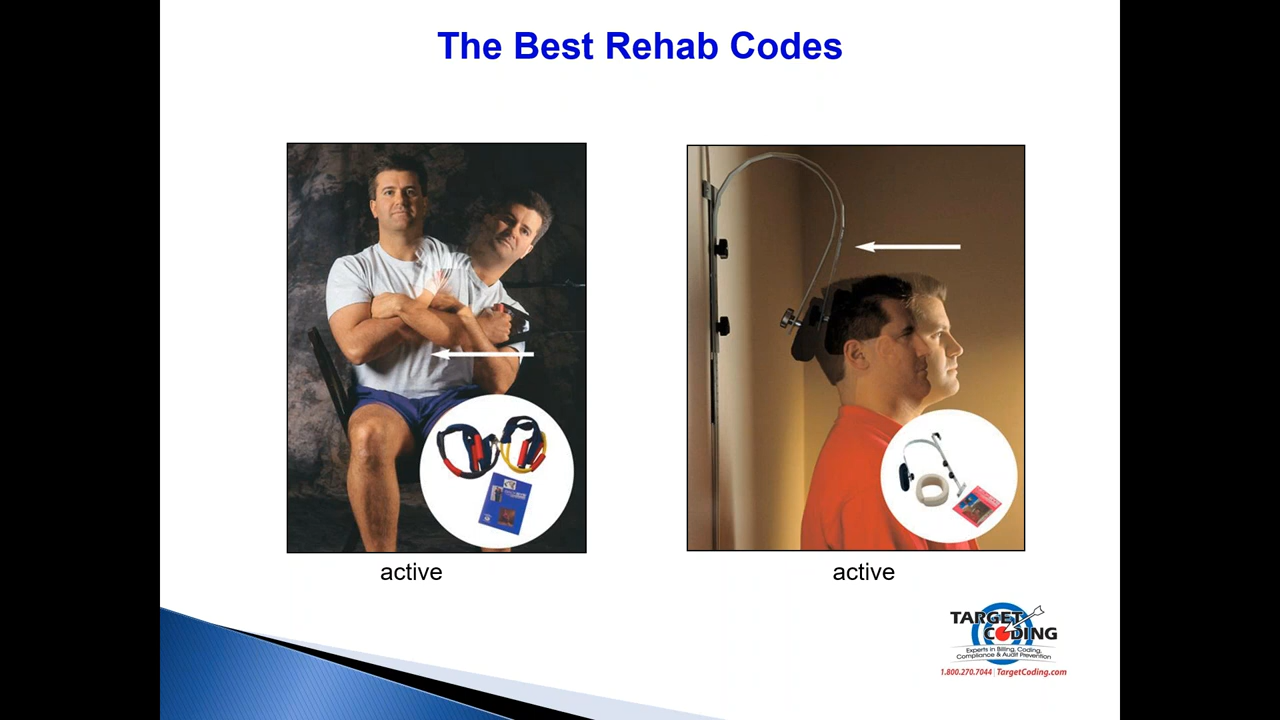 The Best Rehab Codes
active
active
TARGET
CODING
Experts in Billing, Coding,
Compliance & Audit Prevention
1.800.270.7044 | TargetCoding.com